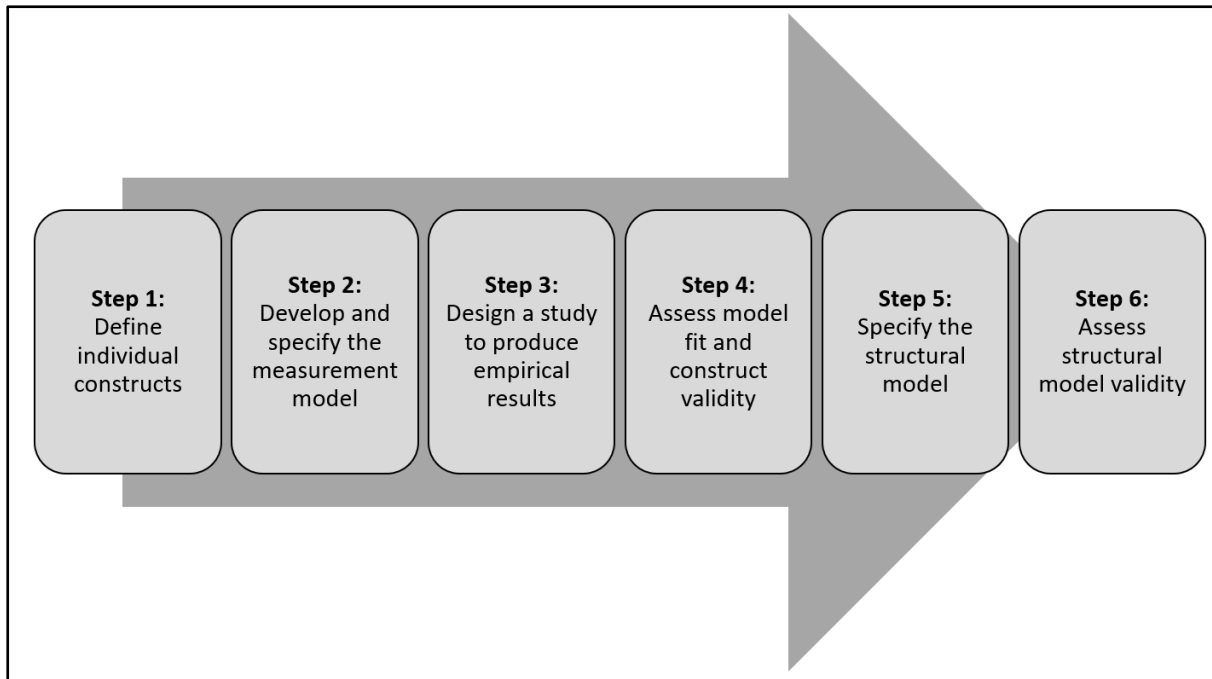 Step 1:
Define
individual
constructs
Step 2:
Develop and
specify the
measurement
model
Step 3:
Design a study
to produce
empirical
results
Step 4:
Assess model
fit and
construct
validity
Step 5:
Specify the
structural
model
Step 6:
Assess
structural
model validity